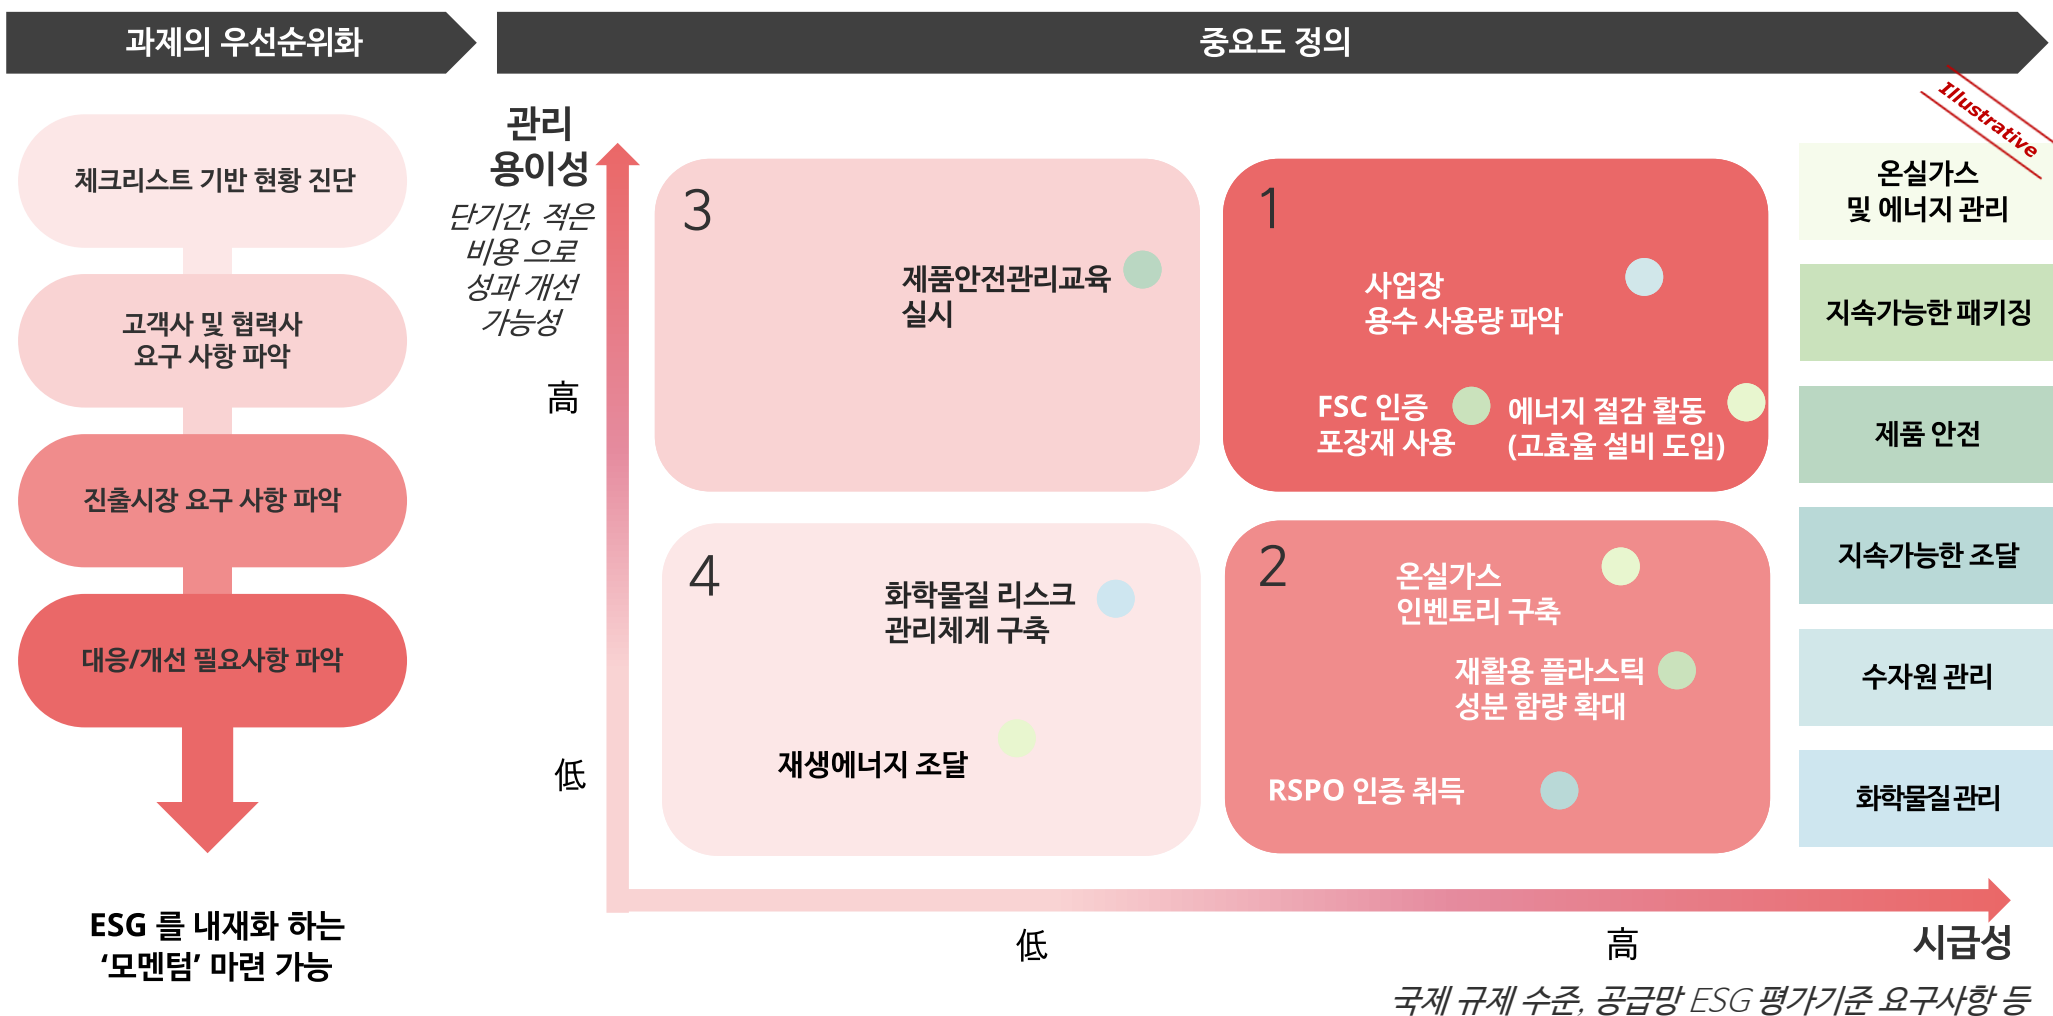 과제의 우선순위화
체크리스트 기반 현황 진단
고객사 및 협력사
요구 사항 파악
진출시장 요구 사항 파악
대응/개선 필요사항 파악
ESG 를 내재화 하는
‘모멘텀’ 마련 가능
중요도 정의
Illustrative
관리
용이성
단기간, 적은
비용 으로
성과 개선
가능성
高
低
3
제품안전관리교육
실시
1
사업장
용수 사용량 파악
FSC 인증
포장재 사용
에너지 절감 활동
(고효율 설비 도입)
4
화학물질 리스크
관리체계 구축
재생에너지 조달
2
온실가스
인벤토리 구축
재활용 플라스틱
성분 함량 확대
RSPO 인증 취득
低
高
시급성
국제 규제 수준, 공급망 ESG 평가기준 요구사항 등
온실가스
및 에너지 관리
지속가능한 패키징
제품 안전
지속가능한 조달
수자원 관리
화학물질관리